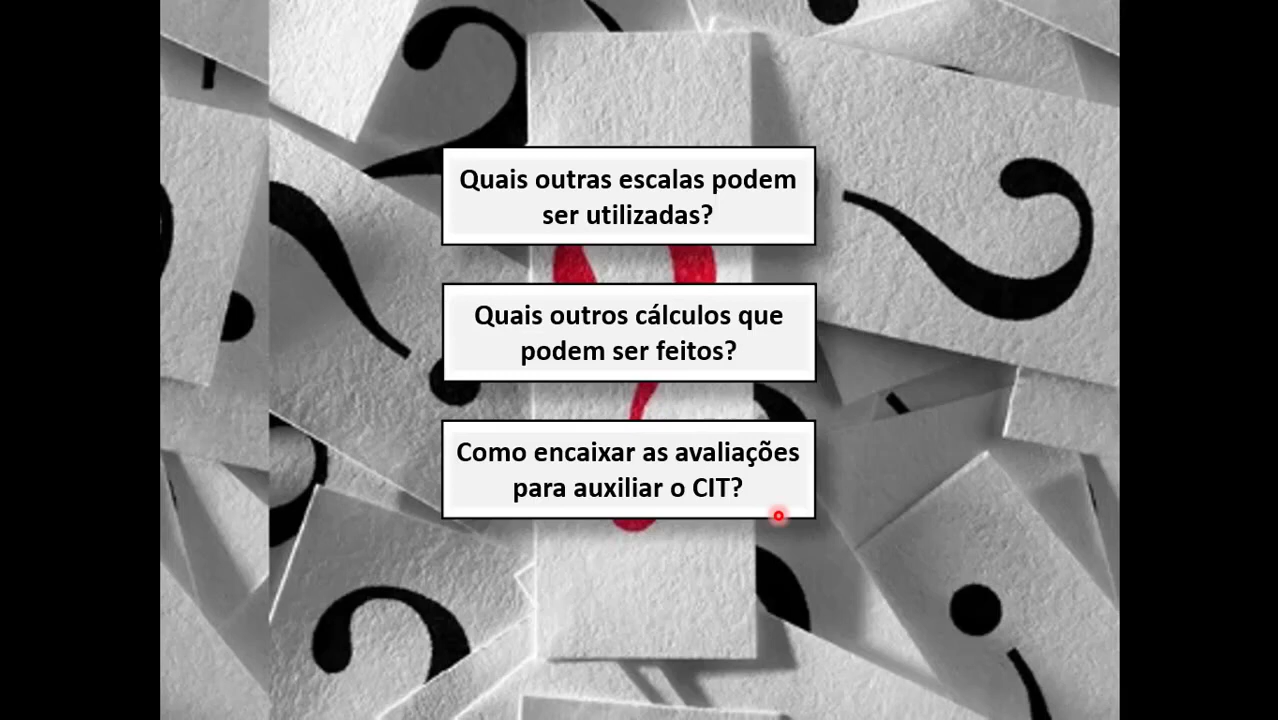 Quais outras escalas podem
ser utilizadas?
Quais outros cálculos que
podem ser feitos?
Como encaixar as avaliações
para auxiliar o CIT?